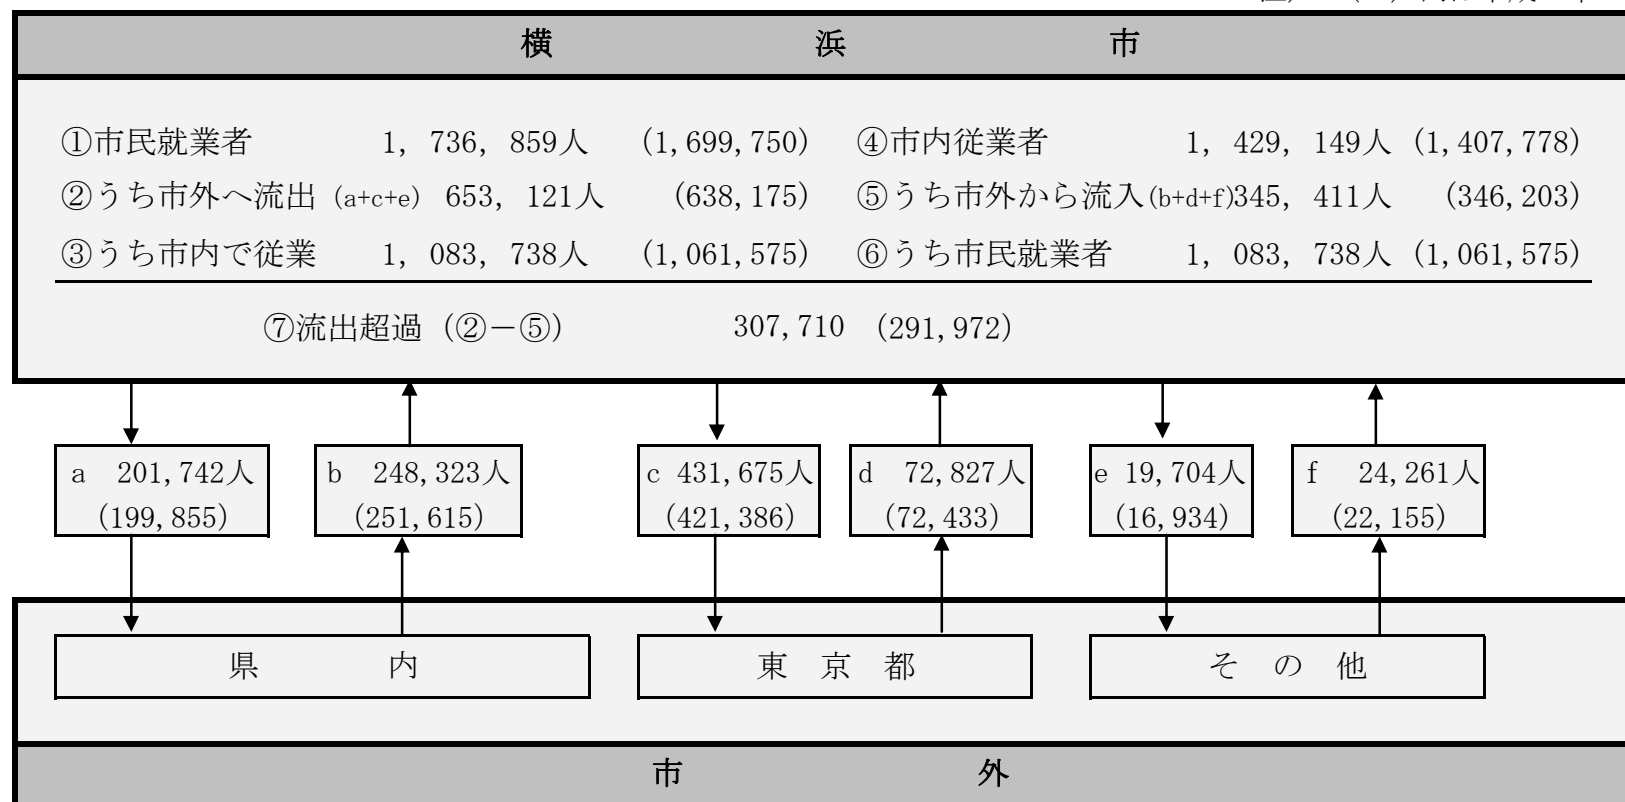 横浜市
①市民就業者 1,736,859人 (1,699,750) ④市内従業者 1,429,149人 (1,407,778)
②うち市外へ流出 (a+c+e) 653,121人 (638,175) ⑤うち市外から流入(b+d+f)345,411人 (346,203)
③うち市内で従業 1,083,738人 (1,061,575) ⑥うち市民就業者 1,083,738人 (1,061,575)
⑦流出超過 (②－⑤) 307,710 (291,972)
a 201,742人 b 248,323人 c 431,675人 d 72,827人 e 19,704人 f 24,261人
(199,855) (251,615) (421,386) (72,433) (16,934) (22,155)
県内 東京都 その他
市外